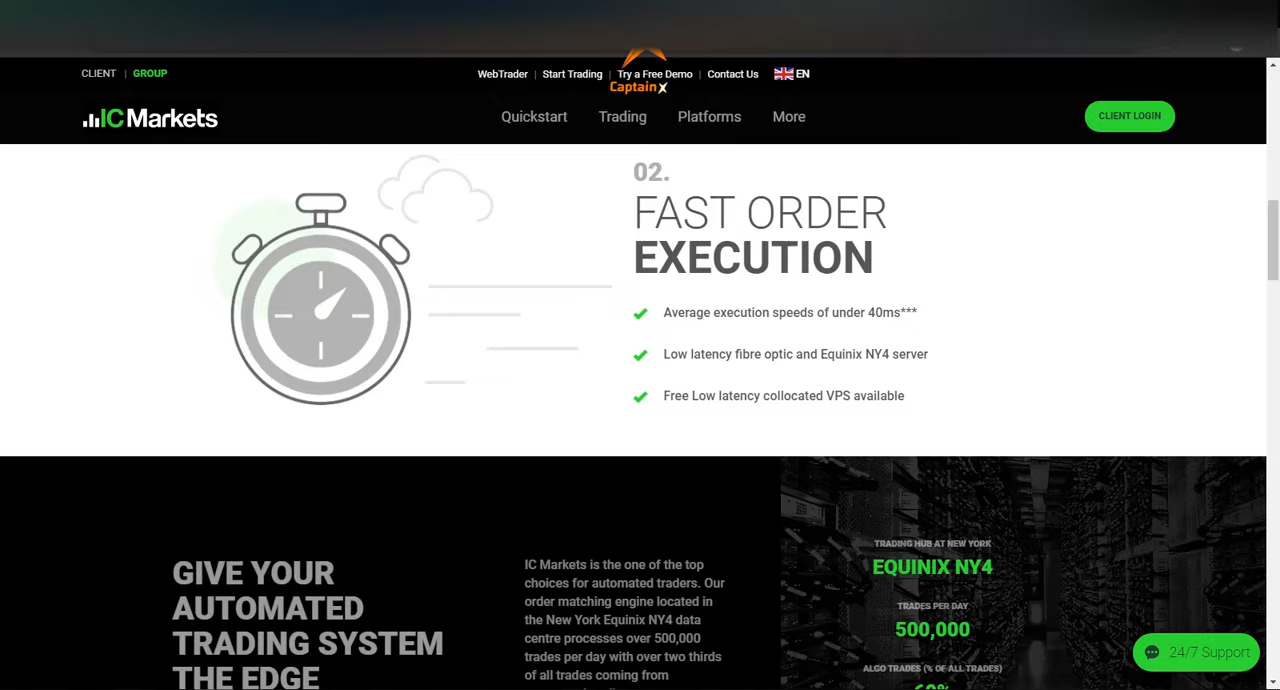 CLIENT | GROUP
WebTrader | Start Trading | Try a Free Demo | Contact Us EN
CaptainX
IC Markets
Quickstart Trading Platforms More
CLIENT LOGIN
02.
FAST ORDER
EXECUTION
Average execution speeds of under 40ms***
Low latency fibre optic and Equinix NY4 server
Free Low latency collocated VPS available
GIVE YOUR
AUTOMATED
TRADING SYSTEM
THE EDGE
IC Markets is the one of the top
choices for automated traders. Our
order matching engine located in
the New York Equinix NY4 data
centre processes over 500,000
trades per day with over two thirds
of all trades coming from
TRADING HUB AT NEW YORK
EQUINIX NY4
TRADES PER DAY
500,000
ALGO TRADES (% OF ALL TRADES)
24/7 Support